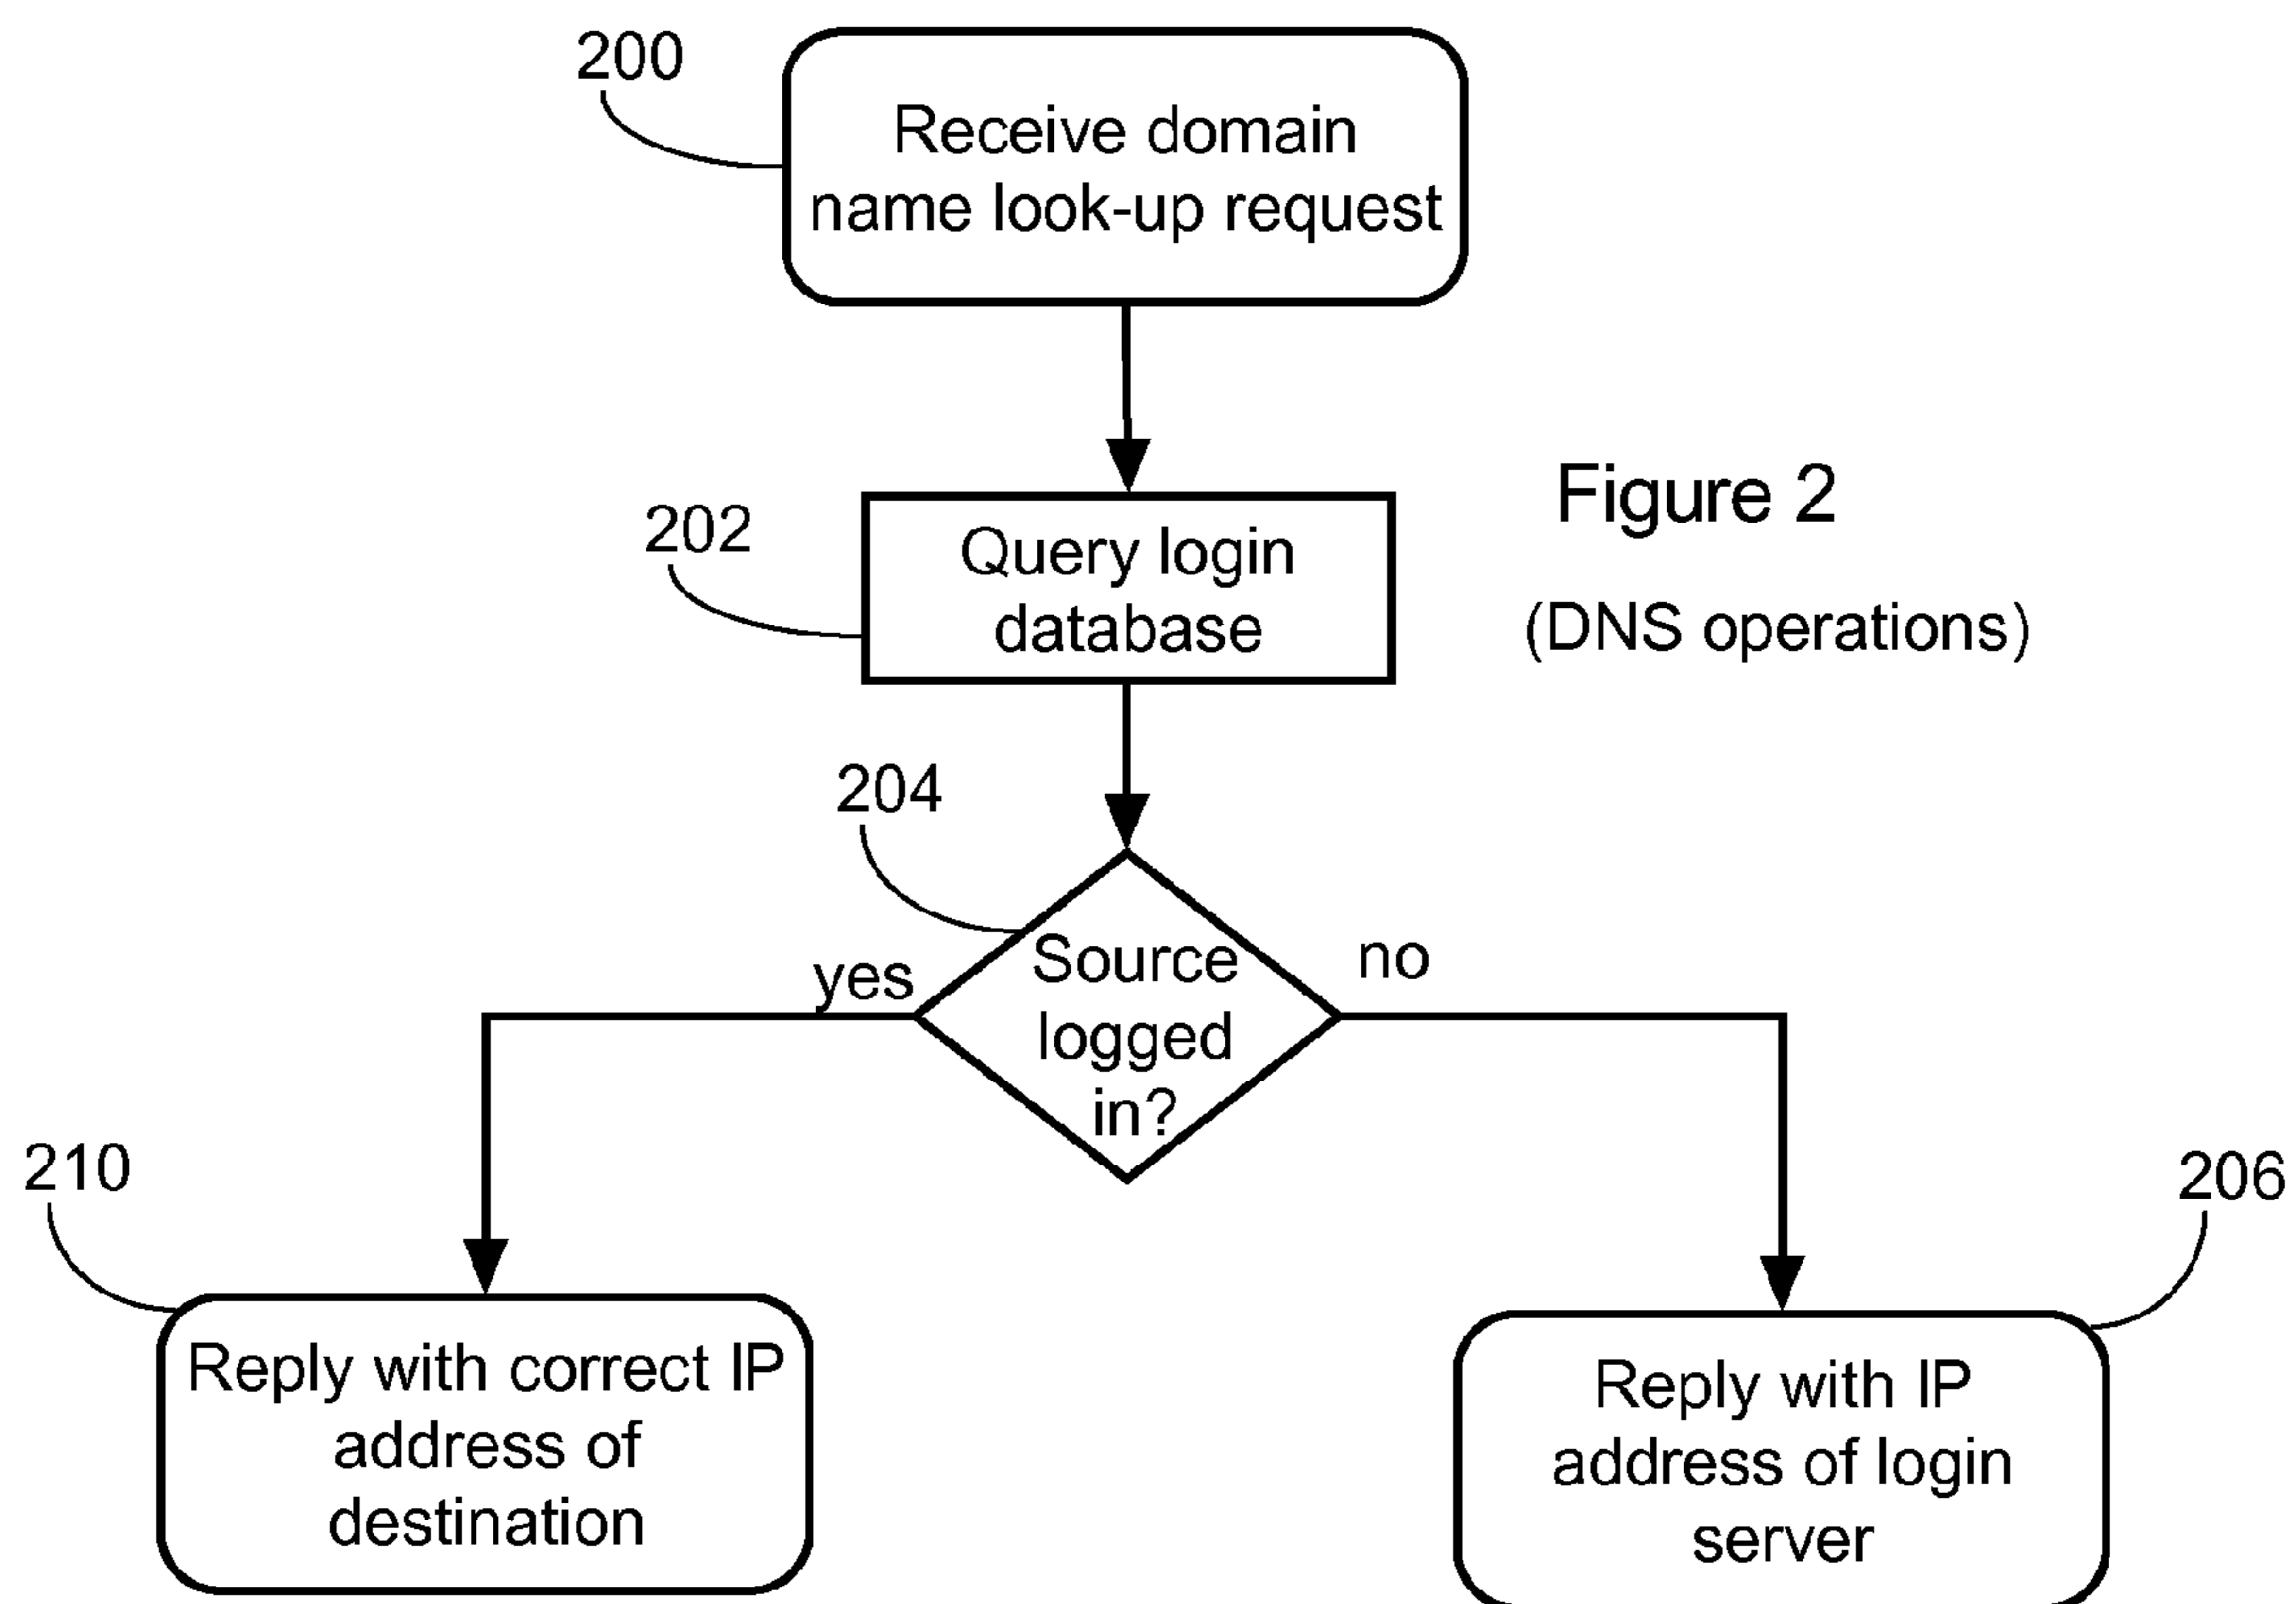 200
Receive domain
name look-up request
202
Query login
database
Figure 2
(DNS operations)
204
Source
logged
in?
yes
no
210
Reply with correct IP
address of
destination
206
Reply with IP
address of login
server